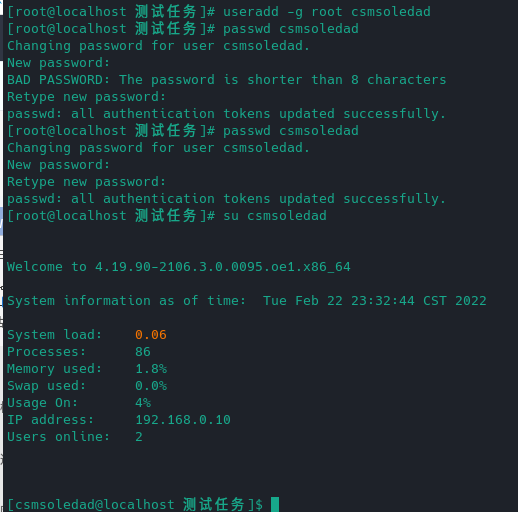 [root@localhost 测试任务]# useradd -g root csmsoledad
[root@localhost 测试任务]# passwd csmsoledad
Changing password for user csmsoledad.
New password:
BAD PASSWORD: The password is shorter than 8 characters
Retype new password:
passwd: all authentication tokens updated successfully.
[root@localhost 测试任务]# passwd csmsoledad
Changing password for user csmsoledad.
New password:
Retype new password:
passwd: all authentication tokens updated successfully.
[root@localhost 测试任务]# su csmsoledad
Welcome to 4.19.90-2106.3.0.0095.oe1.x86_64
System information as of time:  Tue Feb 22 23:32:44 CST 2022
System load:    0.06
Processes:      86
Memory used:    1.8%
Swap used:      0.0%
Usage On:       4%
IP address:     192.168.0.10
Users online:   2
[csmsoledad@localhost 测试任务]$